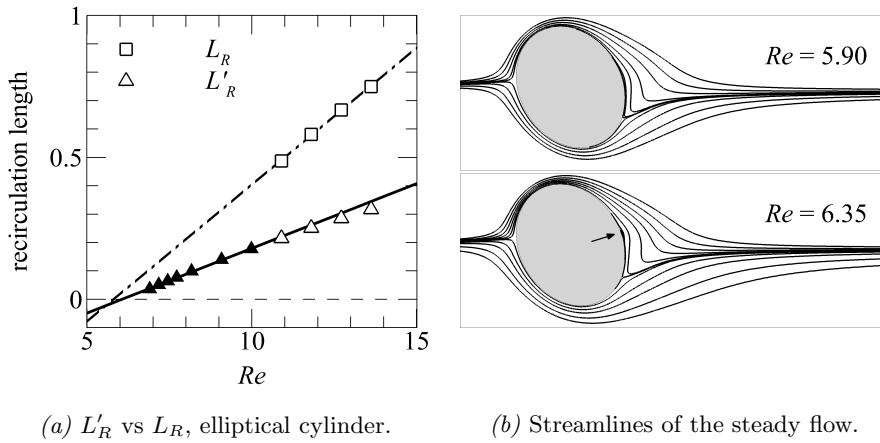 1
0.5
0
recirculation length
L_R
L'_R
5
10
15
Re
Re = 5.90
Re = 6.35
(a) L'_R vs L_R, elliptical cylinder.
(b) Streamlines of the steady flow.